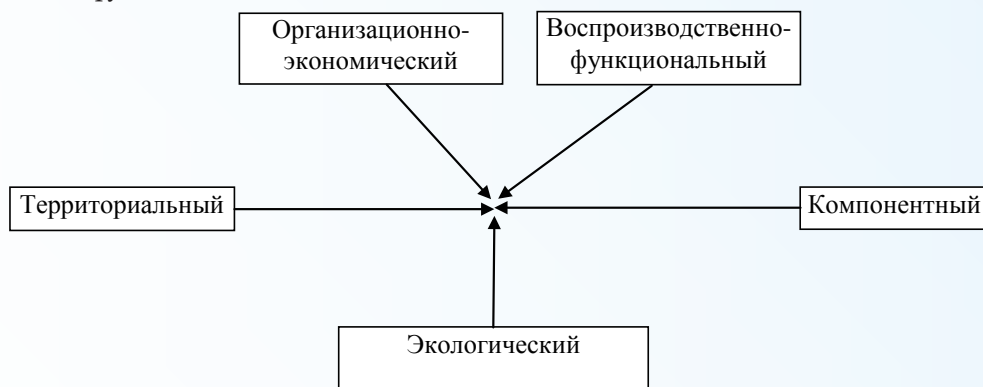 Организационно-
экономический
Воспроизводственно-
функциональный
Территориальный
Компонентный
Экологический